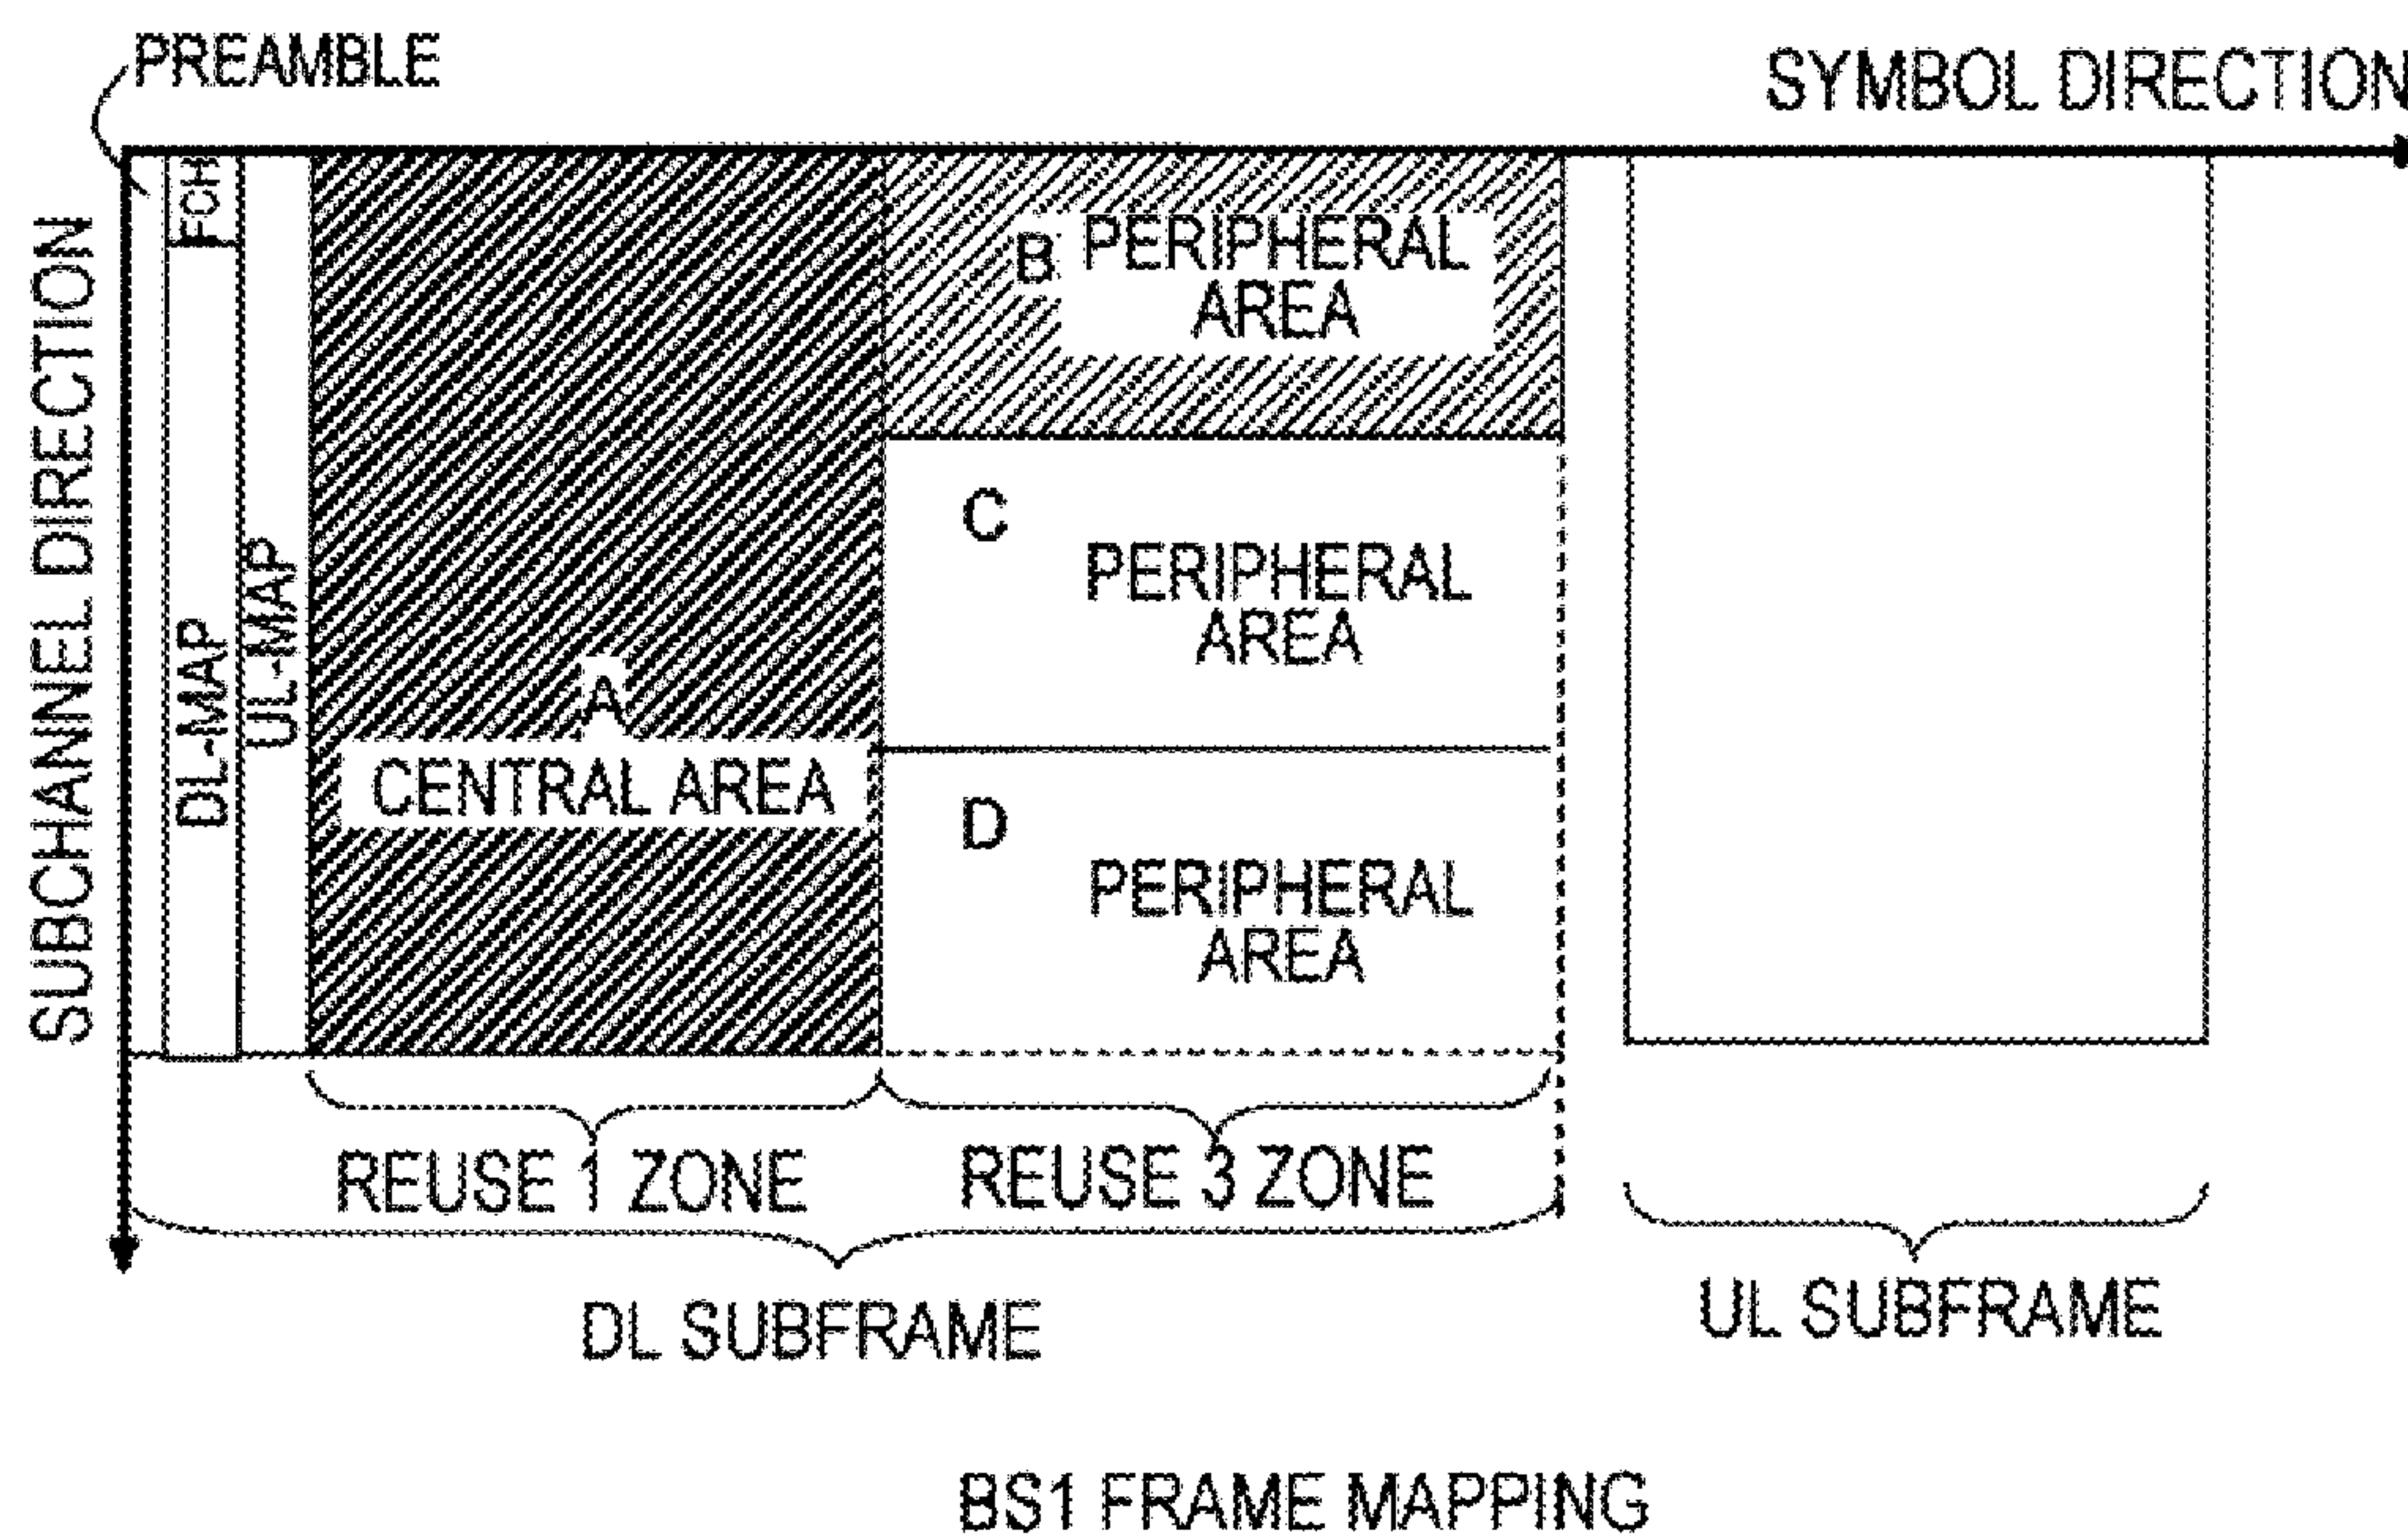 PREAMBLE
SYMBOL DIRECTION
SUBCHANNEL DIRECTION
FCH
DL-MAP
UL-MAP
A
CENTRAL AREA
B PERIPHERAL
AREA
C
PERIPHERAL
AREA
D
PERIPHERAL
AREA
REUSE 1 ZONE
REUSE 3 ZONE
DL SUBFRAME
UL SUBFRAME
BS1 FRAME MAPPING